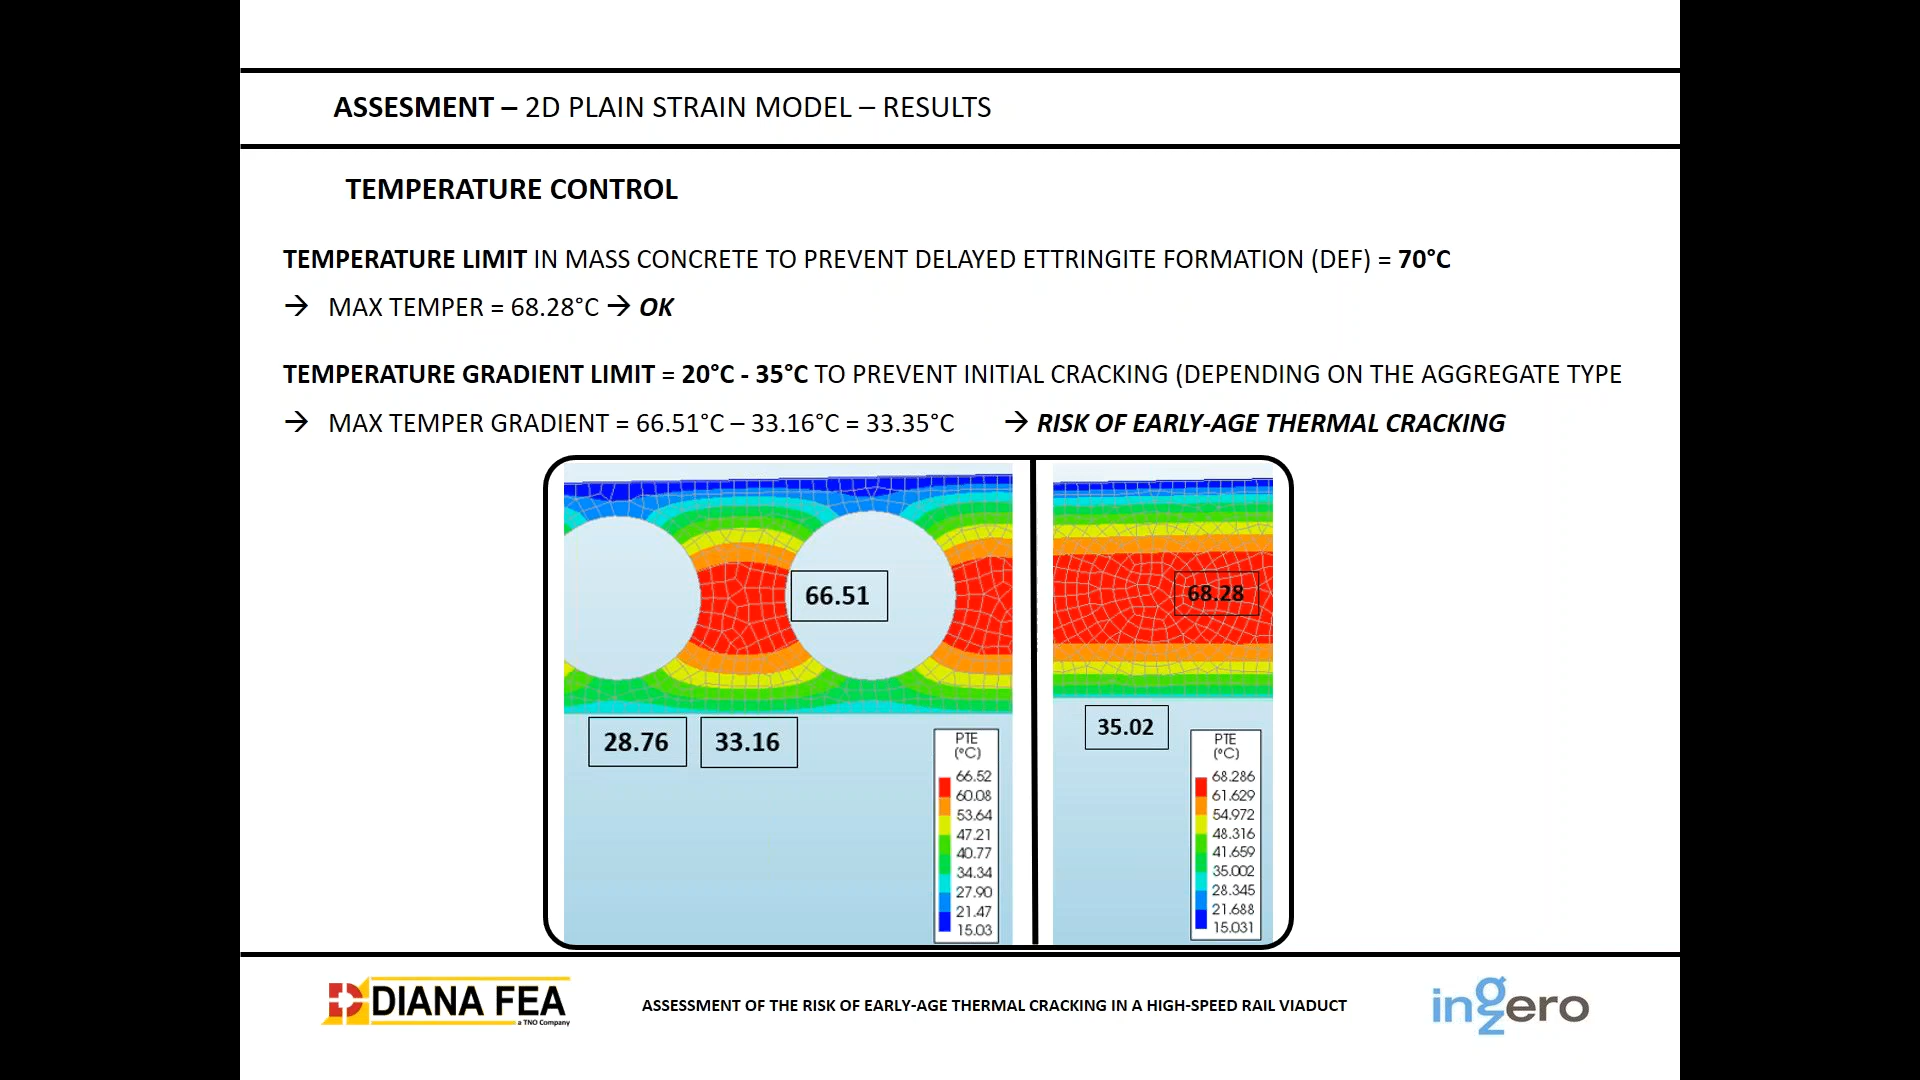 ASSESMENT – 2D PLAIN STRAIN MODEL – RESULTS
TEMPERATURE CONTROL
TEMPERATURE LIMIT IN MASS CONCRETE TO PREVENT DELAYED ETTRINGITE FORMATION (DEF) = 70°C
→ MAX TEMPER = 68.28°C → OK
TEMPERATURE GRADIENT LIMIT = 20°C - 35°C TO PREVENT INITIAL CRACKING (DEPENDING ON THE AGGREGATE TYPE
→ MAX TEMPER GRADIENT = 66.51°C – 33.16°C = 33.35°C → RISK OF EARLY-AGE THERMAL CRACKING
66.51
28.76
33.16
PTE
(°C)
66.52
60.08
53.64
47.21
40.77
34.34
27.90
21.47
15.03
68.28
35.02
PTE
(°C)
68.286
61.629
54.972
48.316
41.659
35.002
28.345
21.688
15.031
DIANA FEA
a TNO Company
ASSESSMENT OF THE RISK OF EARLY-AGE THERMAL CRACKING IN A HIGH-SPEED RAIL VIADUCT
ingzero